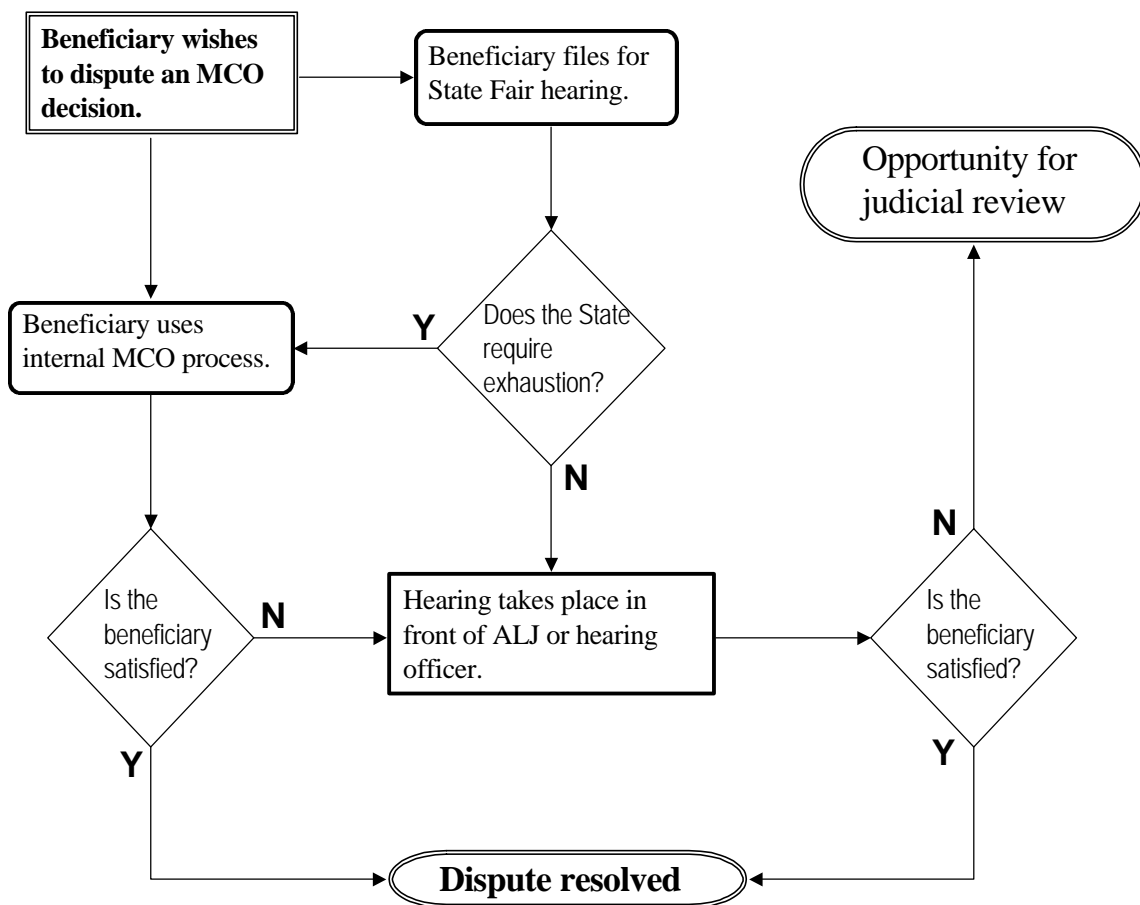 Beneficiary wishes
to dispute an MCO
decision.
Beneficiary files for
State Fair hearing.
Opportunity for
judicial review
Beneficiary uses
internal MCO process.
Y
Does the State
require
exhaustion?
N
N
Is the
beneficiary
satisfied?
N
Hearing takes place in
front of ALJ or hearing
officer.
Is the
beneficiary
satisfied?
Y
Y
Dispute resolved